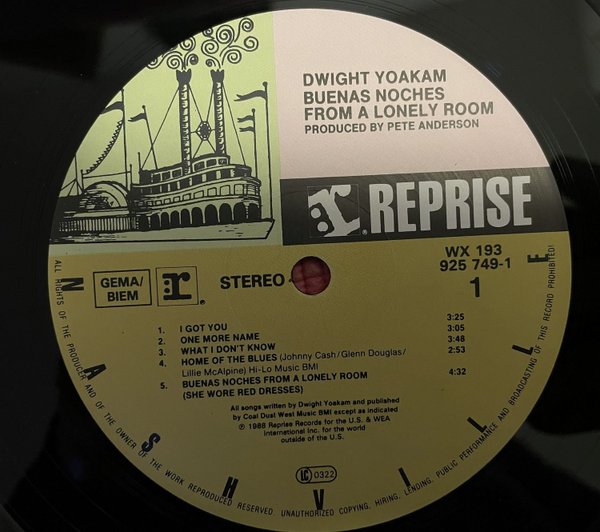 DWIGHT YOAKAM
BUENAS NOCHES
FROM A LONELY ROOM
PRODUCED BY PETE ANDERSON
r® REPRISE
WX 193
925 749-1
GEMA/
BIEM
r®
STEREO
1
1. I GOT YOU 3:25
2. ONE MORE NAME 3:05
3. WHAT I DON'T KNOW 3:48
4. HOME OF THE BLUES (Johnny Cash/Glenn Douglas/ 2:53
Lillie McAlpine) Hi-Lo Music BMI
5. BUENAS NOCHES FROM A LONELY ROOM 4:32
(SHE WORE RED DRESSES)
All songs written by Dwight Yoakam and published
by Coal Dust West Music BMI except as indicated
℗ 1988 Reprise Records for the U.S. & WEA
International Inc. for the world
outside of the U.S.
LC 0322
NASHVILLE
ALL RIGHTS OF THE PRODUCER AND OF THE OWNER OF THE WORK REPRODUCED RESERVED. UNAUTHORIZED COPYING, HIRING, LENDING, PUBLIC PERFORMANCE AND BROADCASTING OF THIS RECORD PROHIBITED!